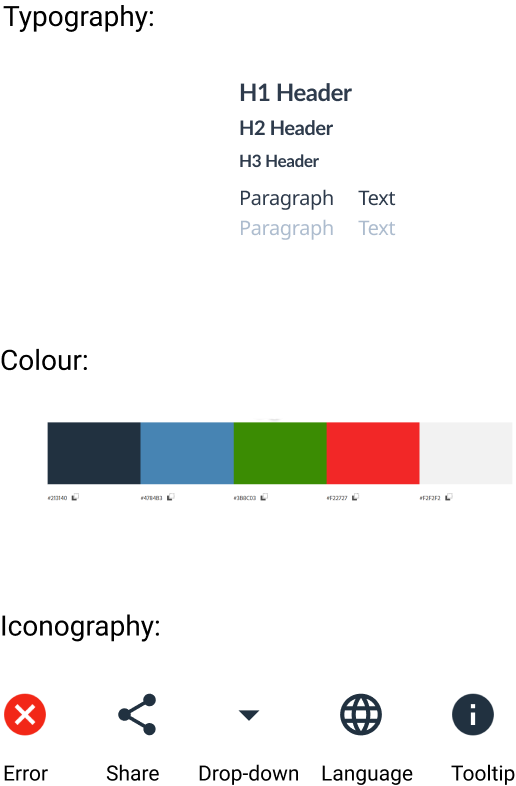 Typography:
H1 Header
H2 Header
H3 Header
Paragraph Text
Paragraph Text
Colour:
#213140 #4784B3 #3B8C03 #F22727 #F2F2F2
Iconography:
Error Share Drop-down Language Tooltip